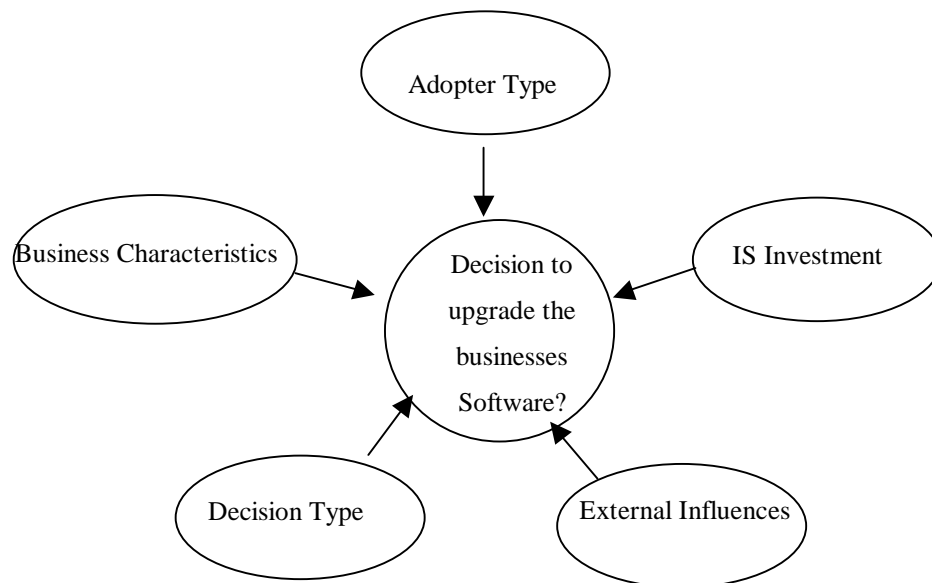 Adopter Type
Business Characteristics
IS Investment
Decision to
upgrade the
businesses
Software?
Decision Type
External Influences